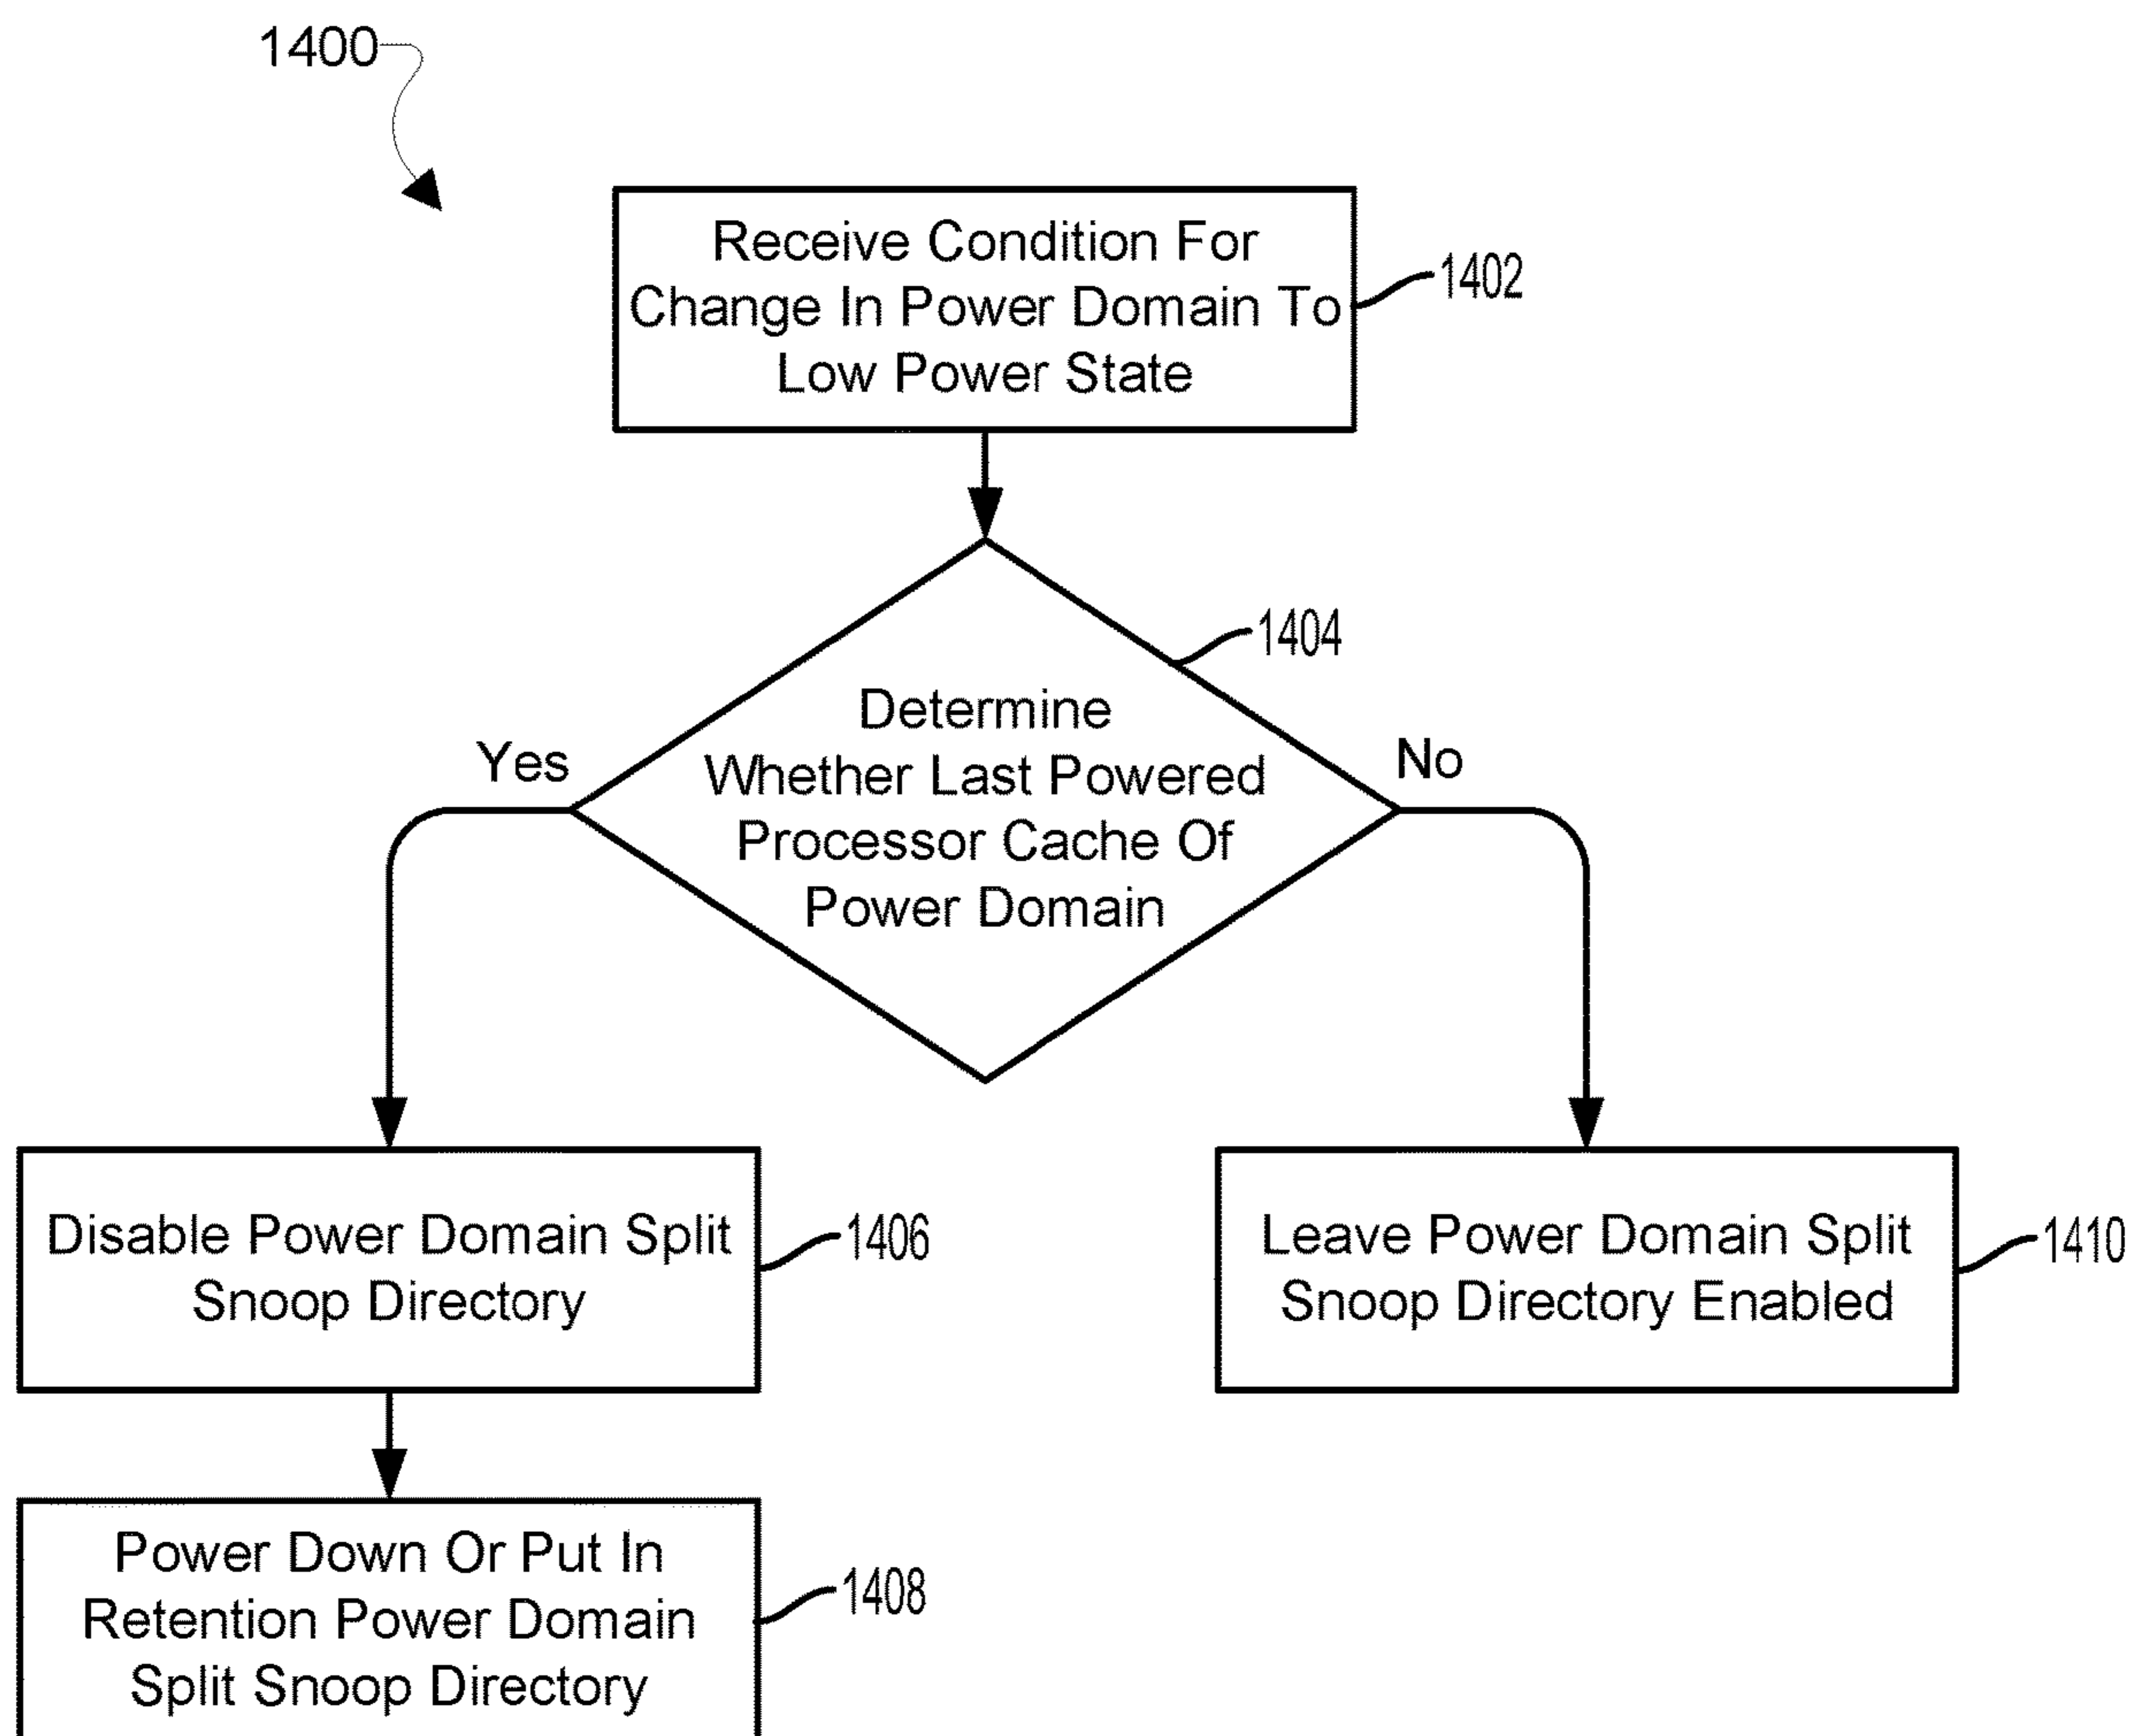 1400
Receive Condition For
Change In Power Domain To
Low Power State
1402
1404
Determine
Whether Last Powered
Processor Cache Of
Power Domain
Yes
No
Disable Power Domain Split
Snoop Directory
1406
Leave Power Domain Split
Snoop Directory Enabled
1410
Power Down Or Put In
Retention Power Domain
Split Snoop Directory
1408